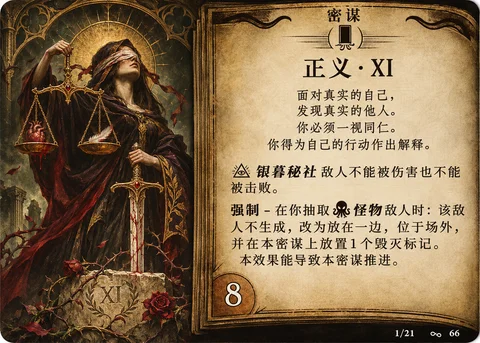 密谋
正义·XI
面对真实的自己，
发现真实的他人。
你必须一视同仁。
你得为自己的行动作出解释。
银暮秘社 敌人不能被伤害也不能
被击败。
强制 – 在你抽取 怪物敌人时：该敌
人不生成，改为放在一边，位于场外，
并在本密谋上放置1个毁灭标记。
本效果能导致本密谋推进。
8
XI
1/21 66